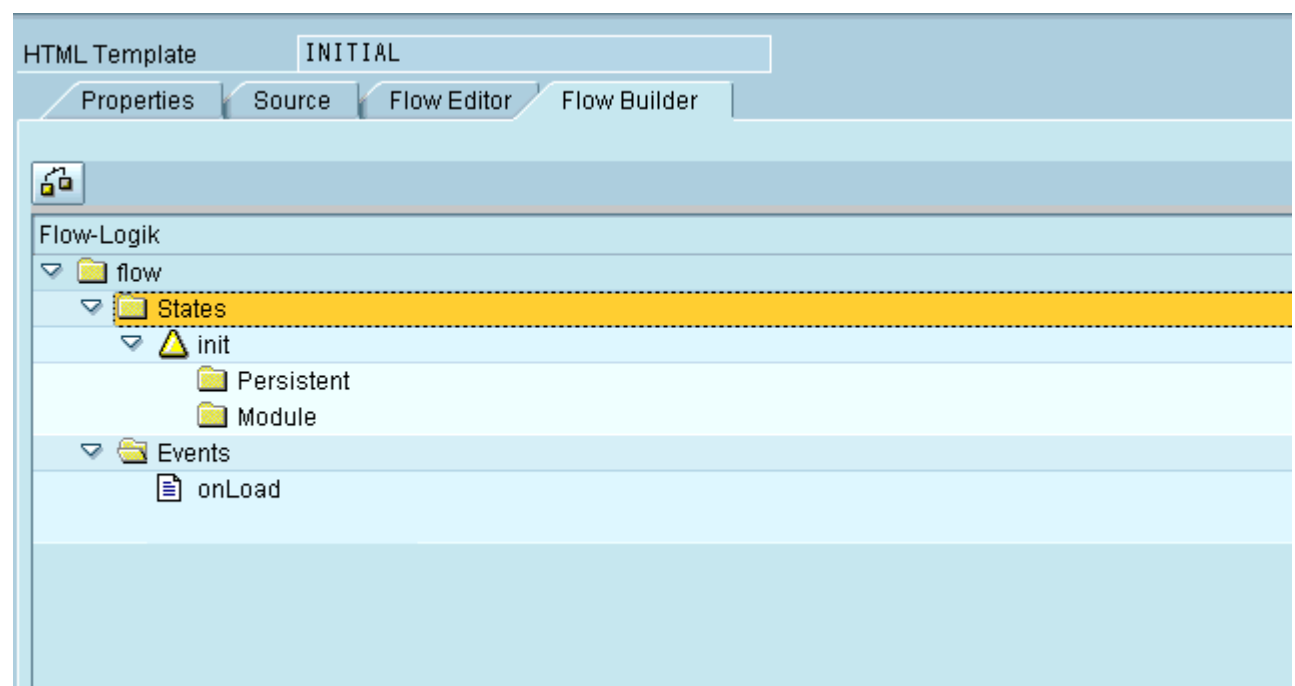 HTML Template INITIAL
Properties Source Flow Editor Flow Builder
Flow-Logik
flow
States
init
Persistent
Module
Events
onLoad